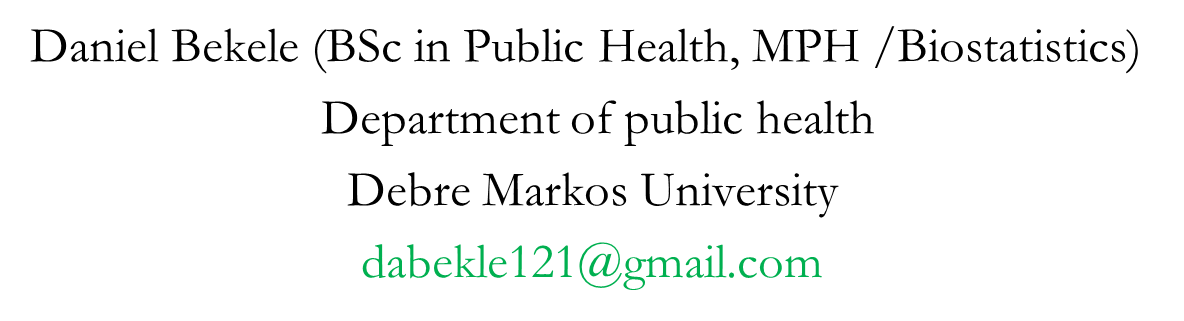 Daniel Bekele (BSc in Public Health, MPH /Biostatistics)
Department of public health
Debre Markos University
dabekle121@gmail.com